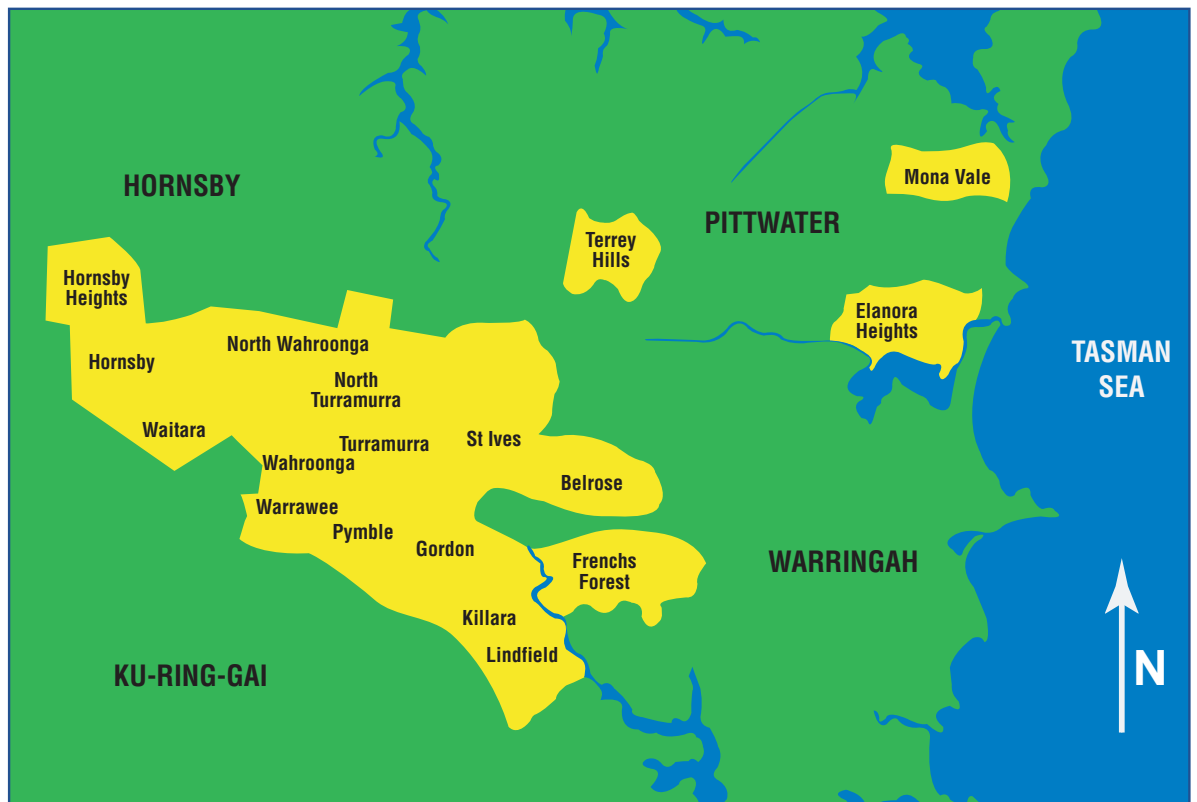 HORNSBY
Mona Vale
PITTWATER
Terrey
Hills
Hornsby
Heights
Elanora
Heights
North Wahroonga
Hornsby
TASMAN
SEA
North
Turramurra
Waitara
Turramurra
St Ives
Wahroonga
Belrose
Warrawee
Pymble
Gordon
Frenchs
Forest
WARRINGAH
Killara
Lindfield
KU-RING-GAI
N